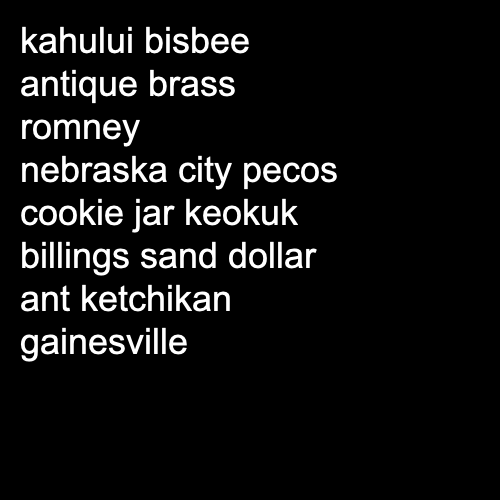 kahului bisbee
antique brass
romney
nebraska city pecos
cookie jar keokuk
billings sand dollar
ant ketchikan
gainesville